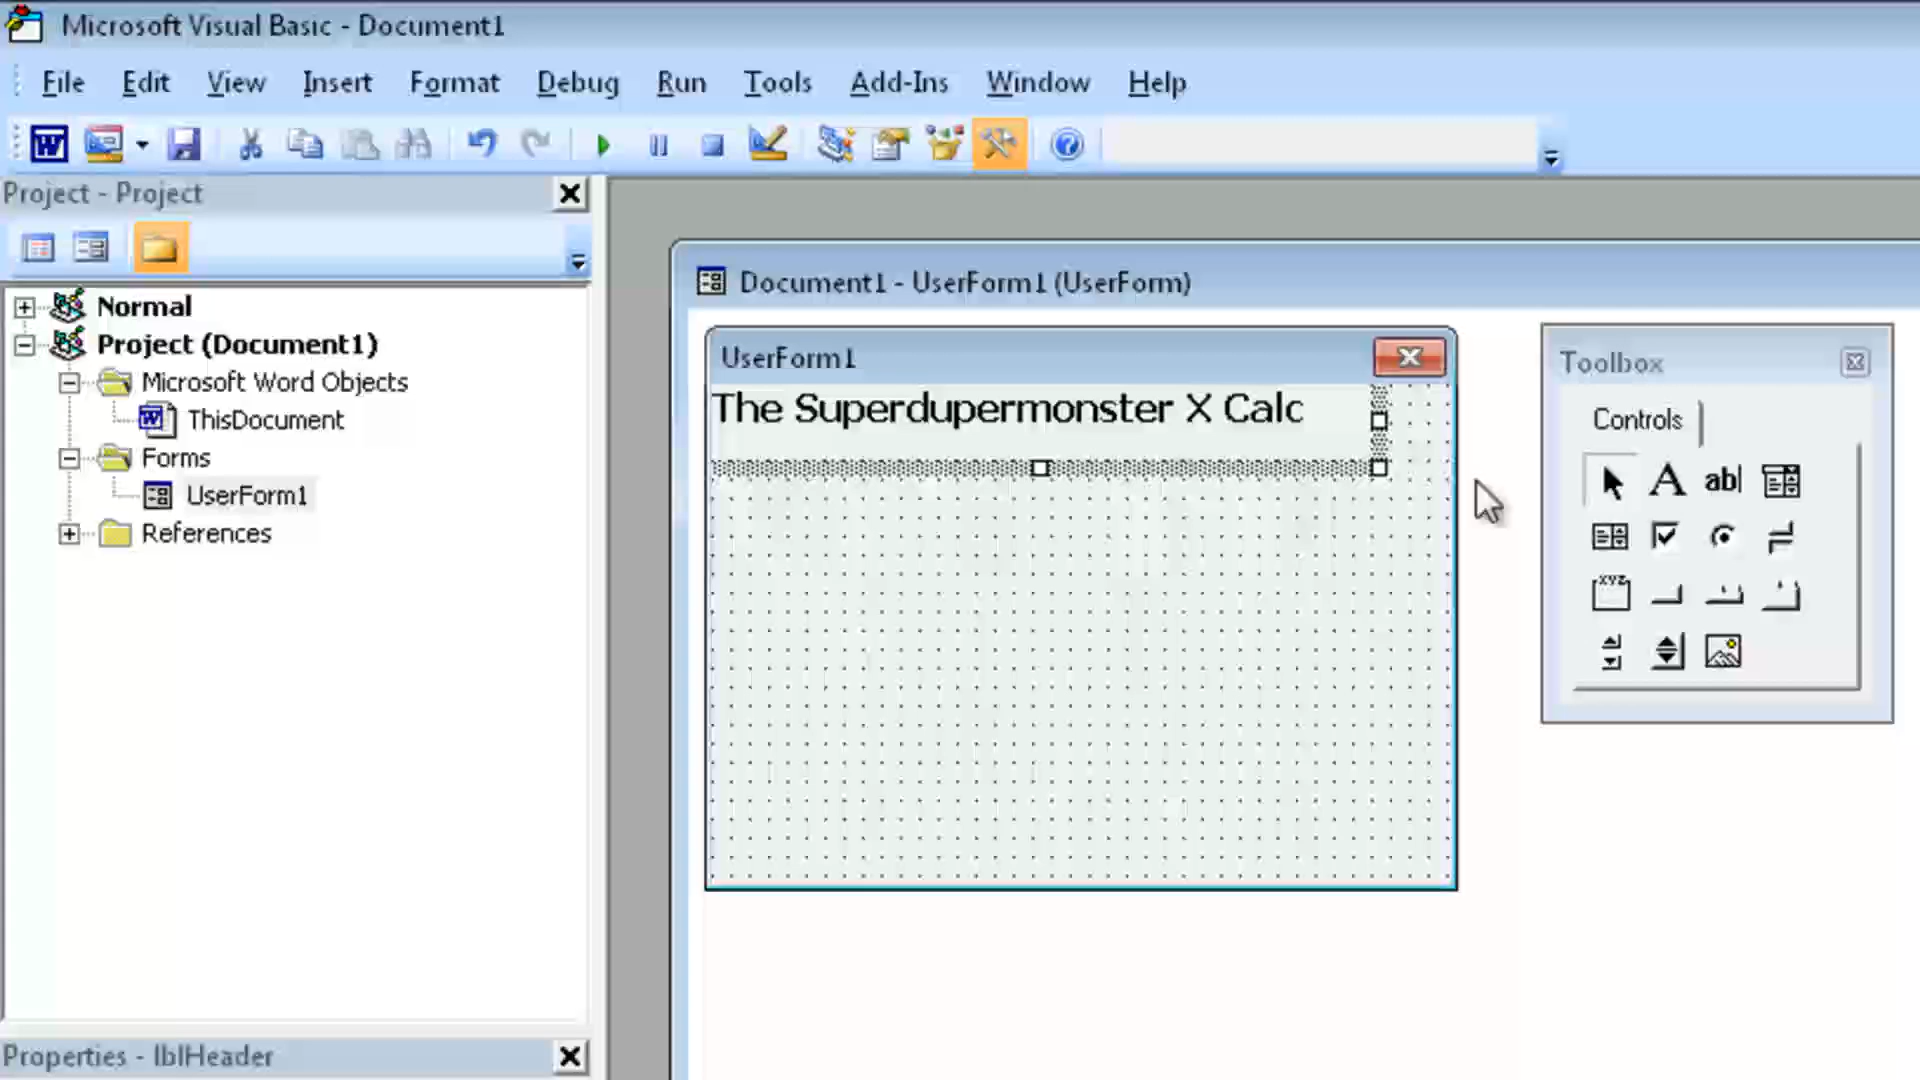 Microsoft Visual Basic - Document1
File Edit View Insert Format Debug Run Tools Add-Ins Window Help
Project - Project
Normal
Project (Document1)
Microsoft Word Objects
ThisDocument
Forms
UserForm1
References
Properties - lblHeader
Document1 - UserForm1 (UserForm)
UserForm1
The Superdupermonster X Calc
Toolbox
Controls
A ab|
xyz